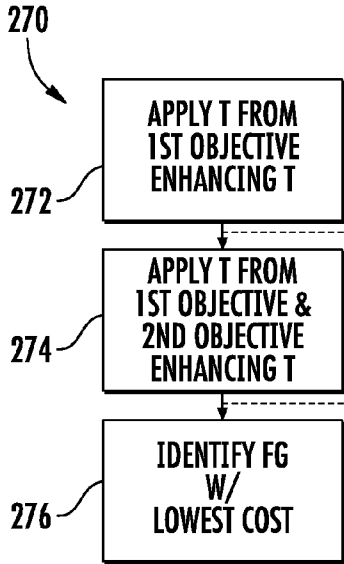 270
APPLY T FROM
1ST OBJECTIVE
ENHANCING T
272
APPLY T FROM
1ST OBJECTIVE &
2ND OBJECTIVE
ENHANCING T
274
IDENTIFY FG
W/
LOWEST COST
276